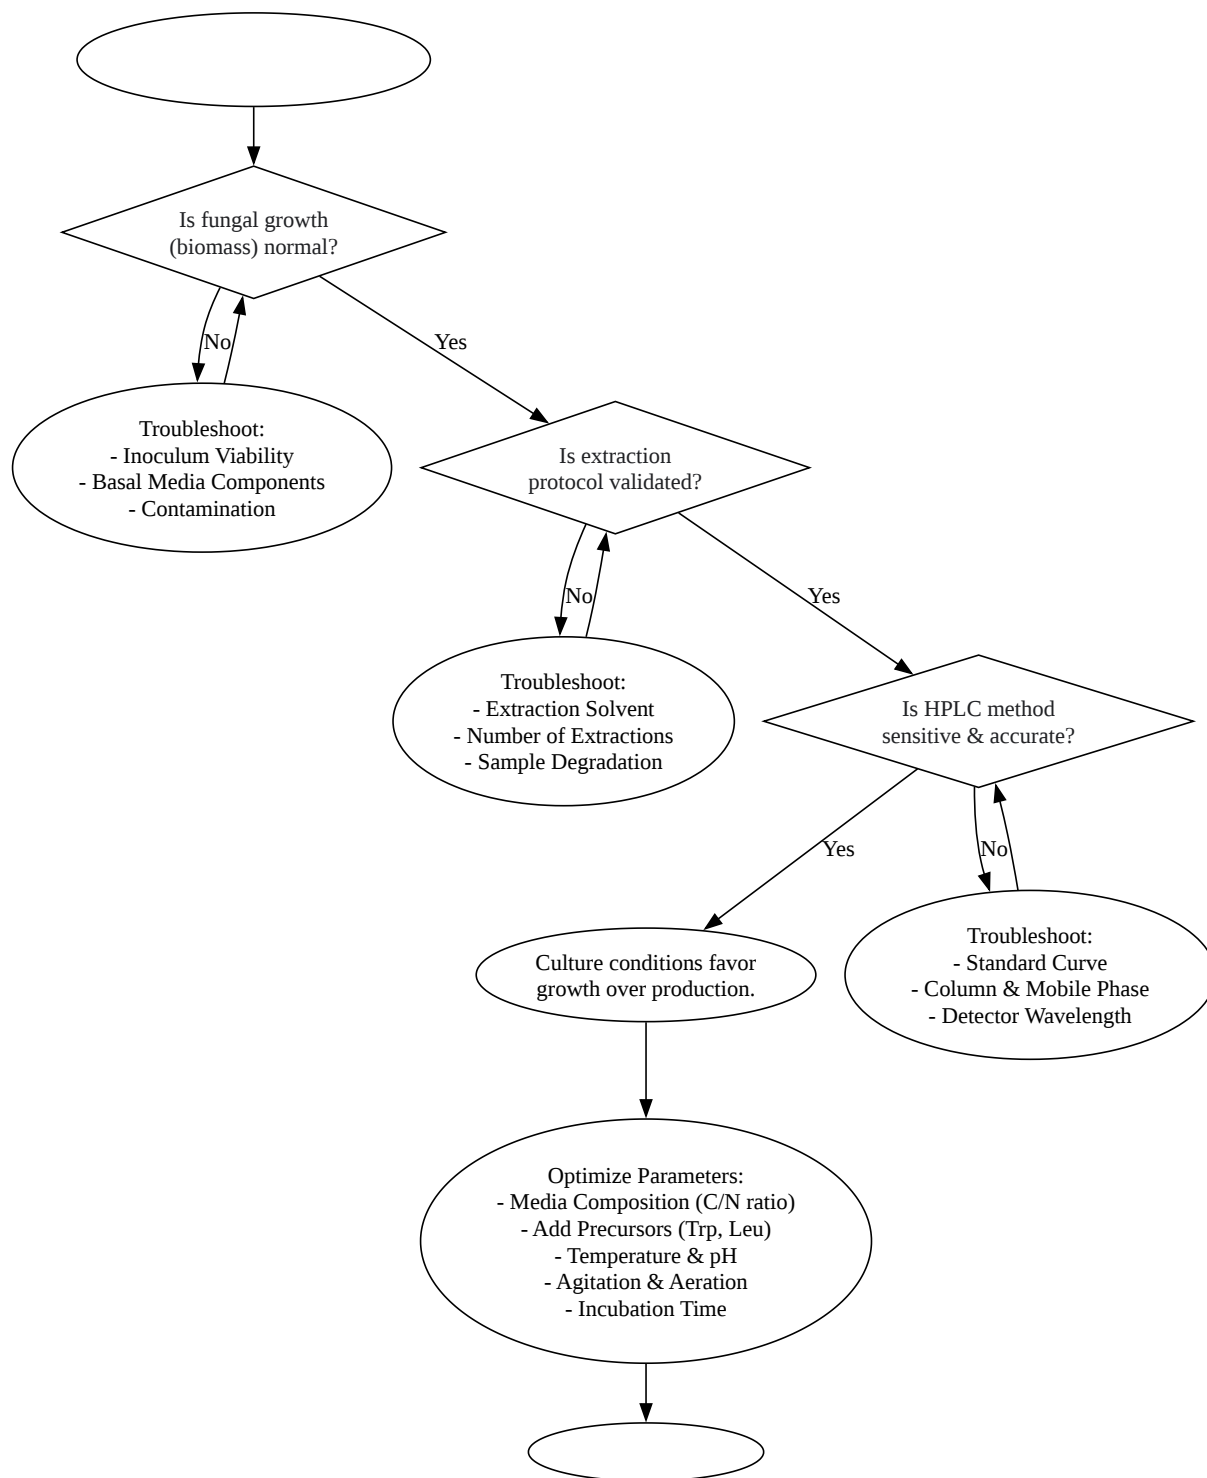 Is fungal growth
(biomass) normal?
No
Yes
Troubleshoot:
- Inoculum Viability
- Basal Media Components
- Contamination
Is extraction
protocol validated?
No
Yes
Troubleshoot:
- Extraction Solvent
- Number of Extractions
- Sample Degradation
Is HPLC method
sensitive & accurate?
Yes
No
Troubleshoot:
- Standard Curve
- Column & Mobile Phase
- Detector Wavelength
Culture conditions favor
growth over production.
Optimize Parameters:
- Media Composition (C/N ratio)
- Add Precursors (Trp, Leu)
- Temperature & pH
- Agitation & Aeration
- Incubation Time